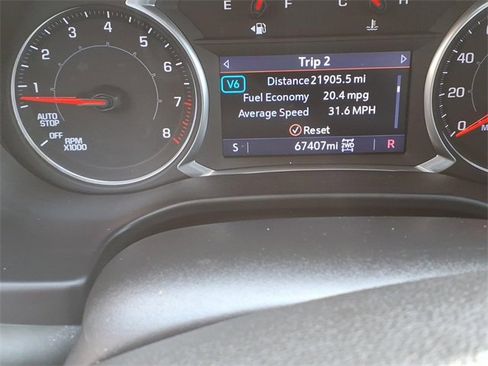 E F C H
Trip 2
V6
Distance 21905.5 mi
Fuel Economy 20.4 mpg
Average Speed 31.6 MPH
Reset
S 67407mi 2WD R
1 2 3 4 5 6 7 8
AUTO
STOP
OFF
RPM
X1000
40
20
0